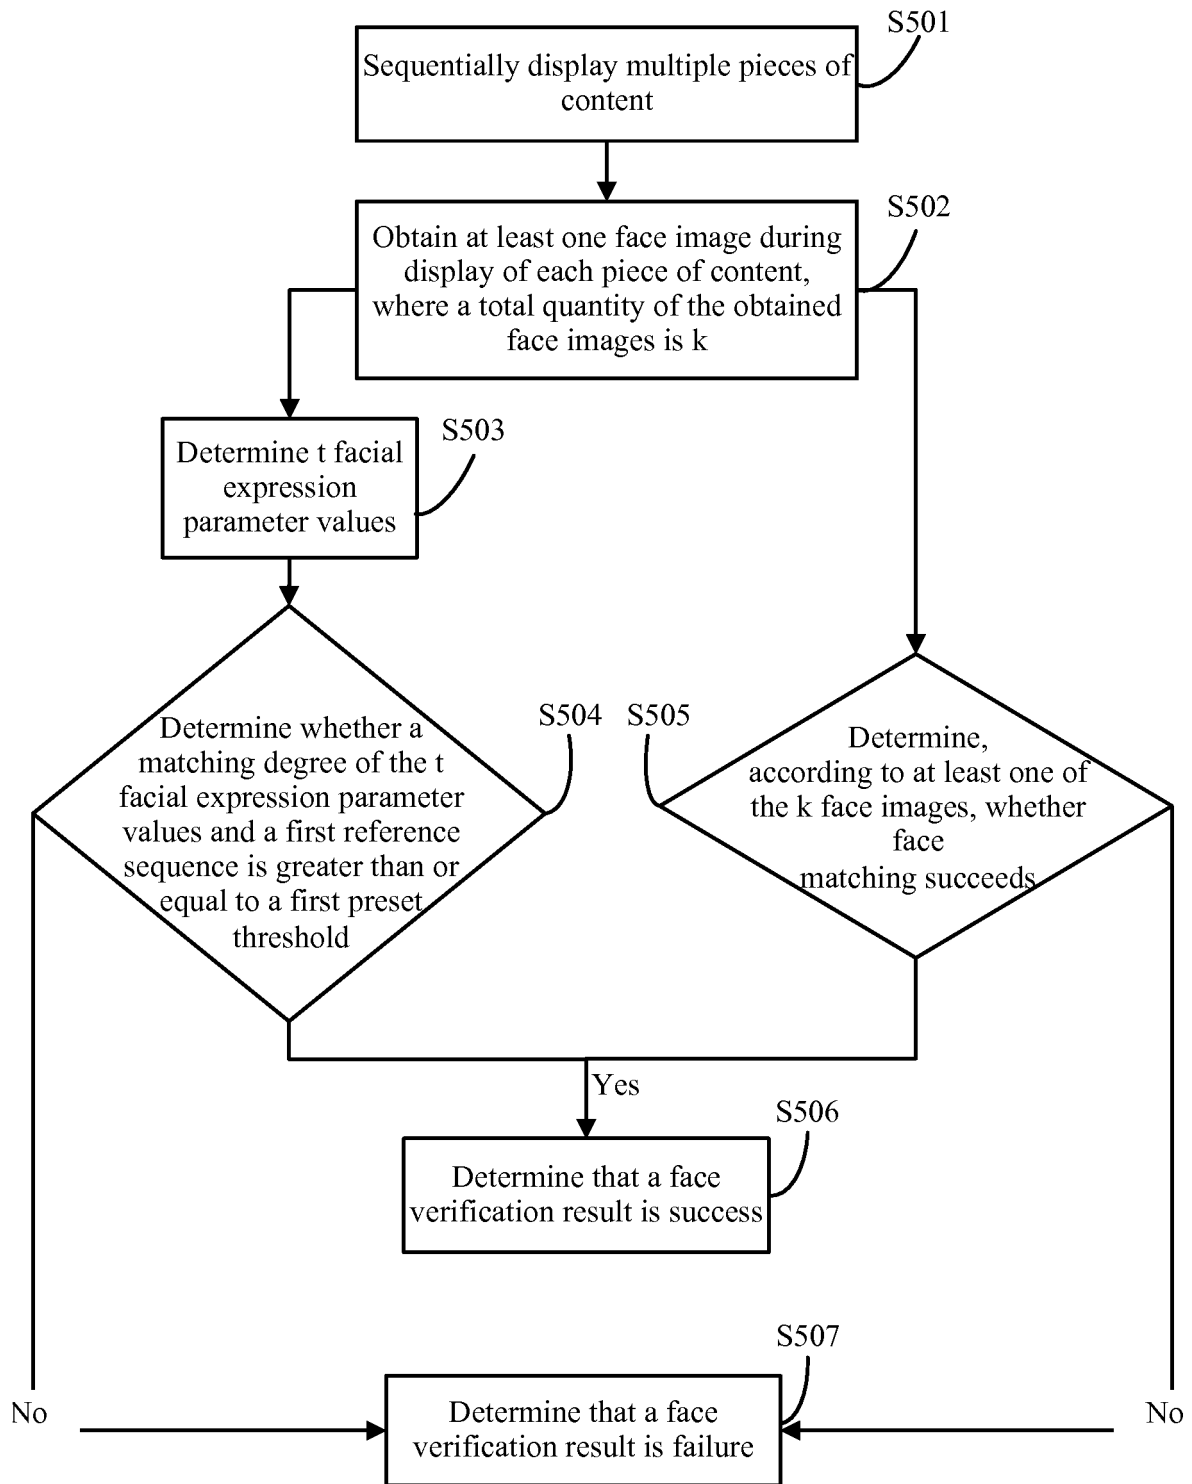 S501
Sequentially display multiple pieces of
content
S502
Obtain at least one face image during
display of each piece of content,
where a total quantity of the obtained
face images is k
S503
Determine t facial
expression
parameter values
S504
Determine whether a
matching degree of the t
facial expression parameter
values and a first reference
sequence is greater than or
equal to a first preset
threshold
S505
Determine,
according to at least one of
the k face images, whether
face
matching succeeds
Yes
S506
Determine that a face
verification result is success
S507
No
Determine that a face
verification result is failure
No